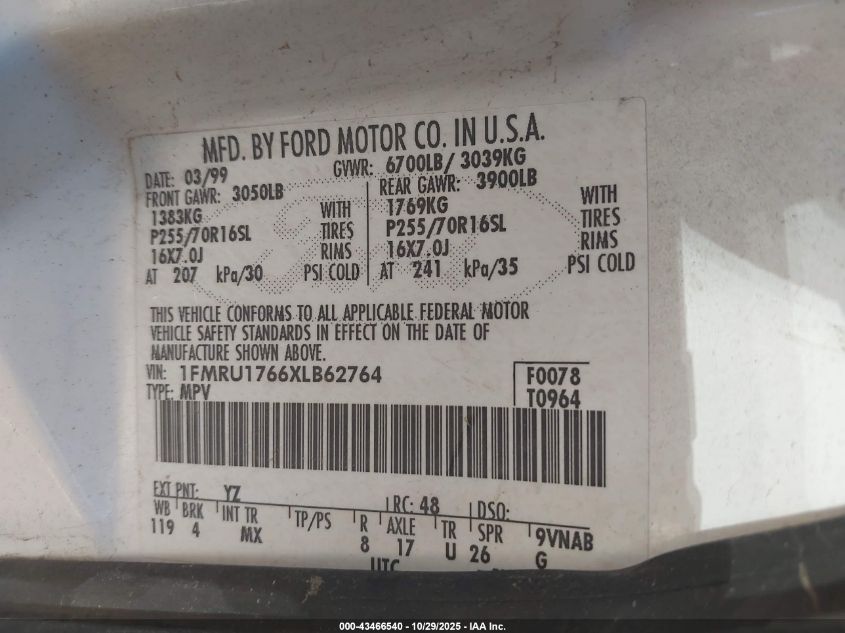 MFD. BY FORD MOTOR CO. IN U.S.A.
DATE: 03/99 GVWR: 6700LB/ 3039KG
FRONT GAWR: 3050LB REAR GAWR: 3900LB
1383KG WITH 1769KG WITH
P255/70R16SL TIRES P255/70R16SL TIRES
16X7.0J RIMS 16X7.0J RIMS
AT 207 kPa/30 PSI COLD AT 241 kPa/35 PSI COLD
THIS VEHICLE CONFORMS TO ALL APPLICABLE FEDERAL MOTOR
VEHICLE SAFETY STANDARDS IN EFFECT ON THE DATE OF
MANUFACTURE SHOWN ABOVE.
VIN: 1FMRU1766XLB62764 F0078
TYPE: MPV T0964
EXT PNT: YZ RC: 48 DSO:
WB BRK INT TR TP/PS R AXLE TR SPR 9VNAB
119 4 MX 8 17 U 26 G
UTC
000-43466540 - 10/29/2025 - IAA Inc.